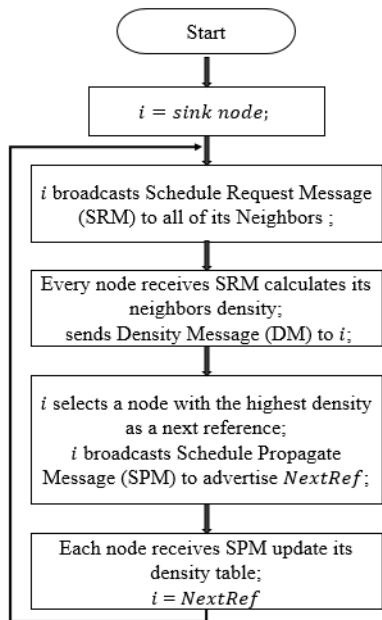 Start
i = sink node;
i broadcasts Schedule Request Message
(SRM) to all of its Neighbors ;
Every node receives SRM calculates its
neighbors density;
sends Density Message (DM) to i;
i selects a node with the highest density
as a next reference;
i broadcasts Schedule Propagate
Message (SPM) to advertise NextRef;
Each node receives SPM update its
density table;
i = NextRef